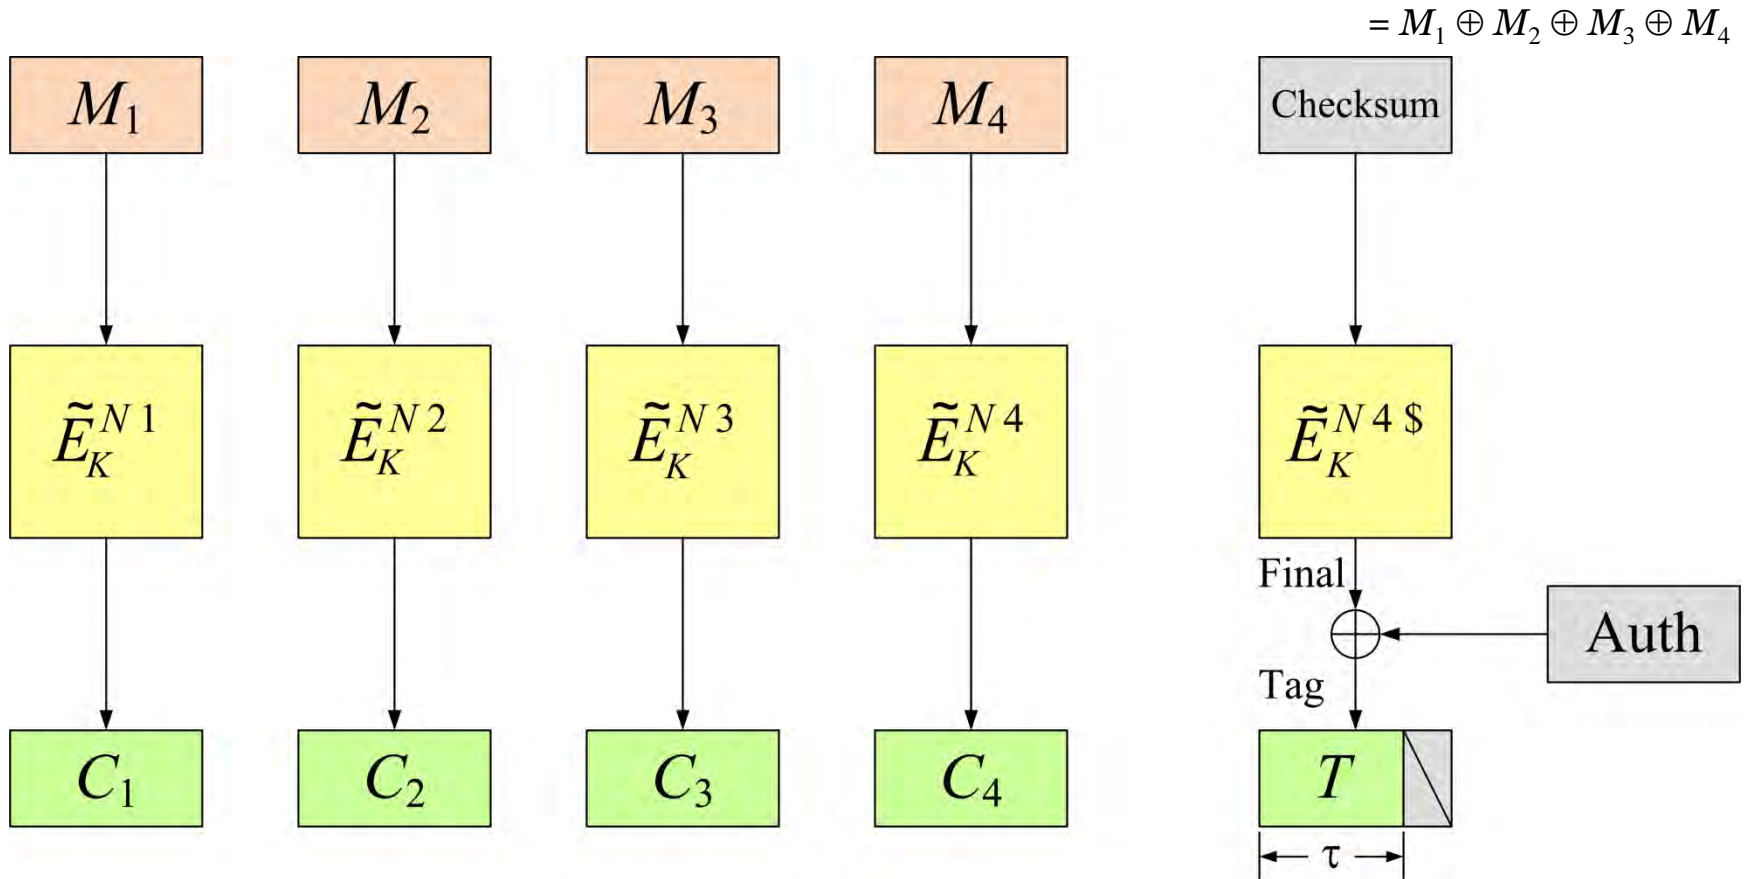 = M₁ ⊕ M₂ ⊕ M₃ ⊕ M₄
M₁ M₂ M₃ M₄ Checksum
Ẽ_K^{N 1} Ẽ_K^{N 2} Ẽ_K^{N 3} Ẽ_K^{N 4} Ẽ_K^{N 4 $}
Final
Auth
Tag
C₁ C₂ C₃ C₄ T
τ